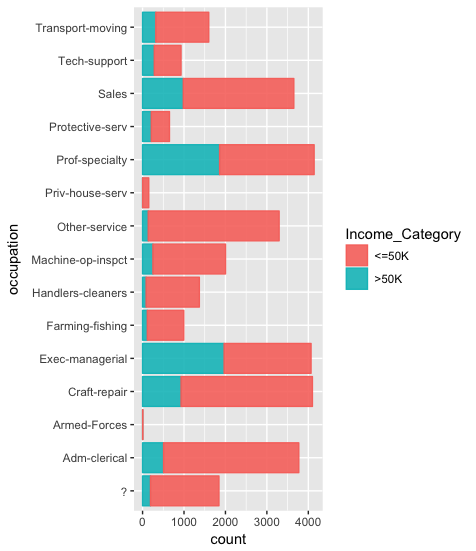 Transport-moving
Tech-support
Sales
Protective-serv
Prof-specialty
Priv-house-serv
Other-service
Machine-op-inspct
Handlers-cleaners
Farming-fishing
Exec-managerial
Craft-repair
Armed-Forces
Adm-clerical
?
occupation
0 1000 2000 3000 4000
count
Income_Category
<=50K
>50K